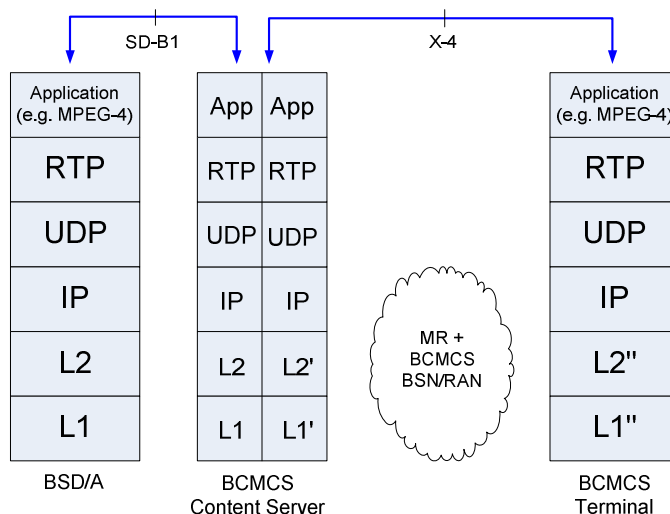 SD-B1
X-4
Application
(e.g. MPEG-4)
RTP
UDP
IP
L2
L1
BSD/A
App App
RTP RTP
UDP UDP
IP IP
L2 L2'
L1 L1'
BCMCS
Content Server
MR +
BCMCS
BSN/RAN
Application
(e.g. MPEG-4)
RTP
UDP
IP
L2"
L1"
BCMCS
Terminal